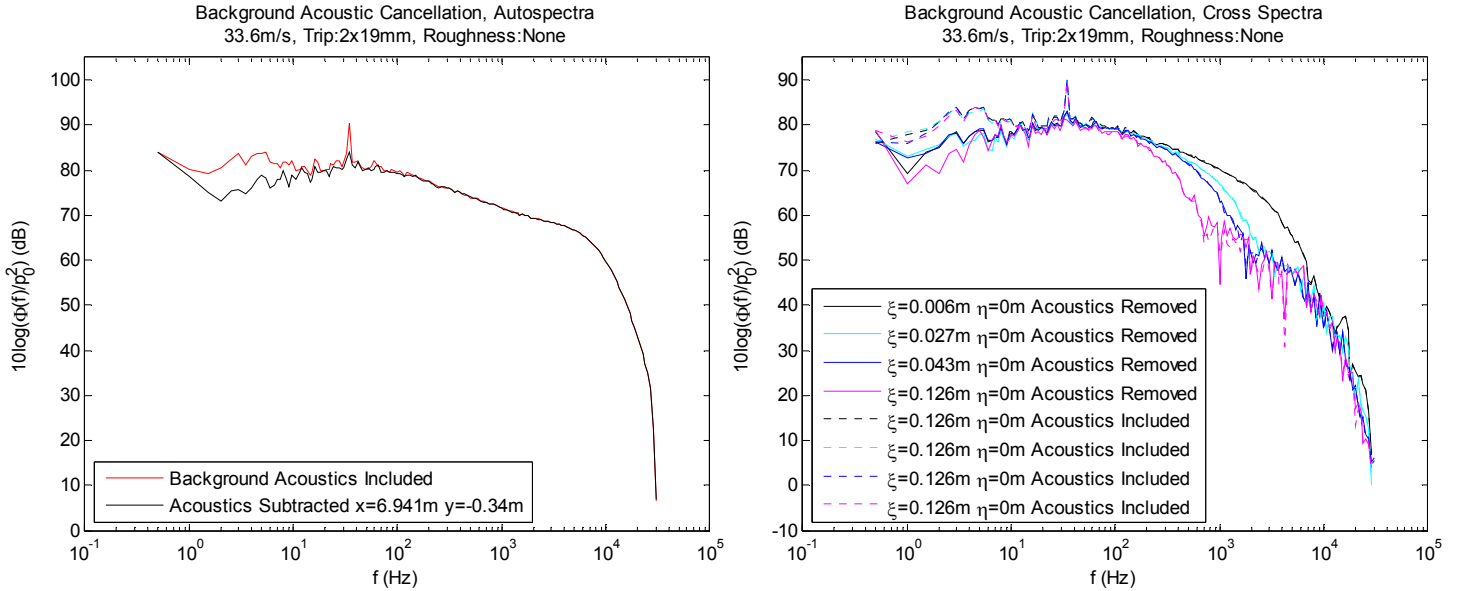 Background Acoustic Cancellation, Autospectra
33.6m/s, Trip:2x19mm, Roughness:None
100
90
80
70
60
50
40
30
20
10
0
10log(Φ(f)/p₀²) (dB)
Background Acoustics Included
Acoustics Subtracted x=6.941m y=-0.34m
10⁻¹
10⁰
10¹
10²
10³
10⁴
10⁵
f (Hz)
Background Acoustic Cancellation, Cross Spectra
33.6m/s, Trip:2x19mm, Roughness:None
90
80
70
60
50
40
30
20
10
0
-10
10log(Φ(f)/p₀²) (dB)
ξ=0.006m η=0m Acoustics Removed
ξ=0.027m η=0m Acoustics Removed
ξ=0.043m η=0m Acoustics Removed
ξ=0.126m η=0m Acoustics Removed
ξ=0.126m η=0m Acoustics Included
ξ=0.126m η=0m Acoustics Included
ξ=0.126m η=0m Acoustics Included
ξ=0.126m η=0m Acoustics Included
10⁻¹
10⁰
10¹
10²
10³
10⁴
10⁵
f (Hz)